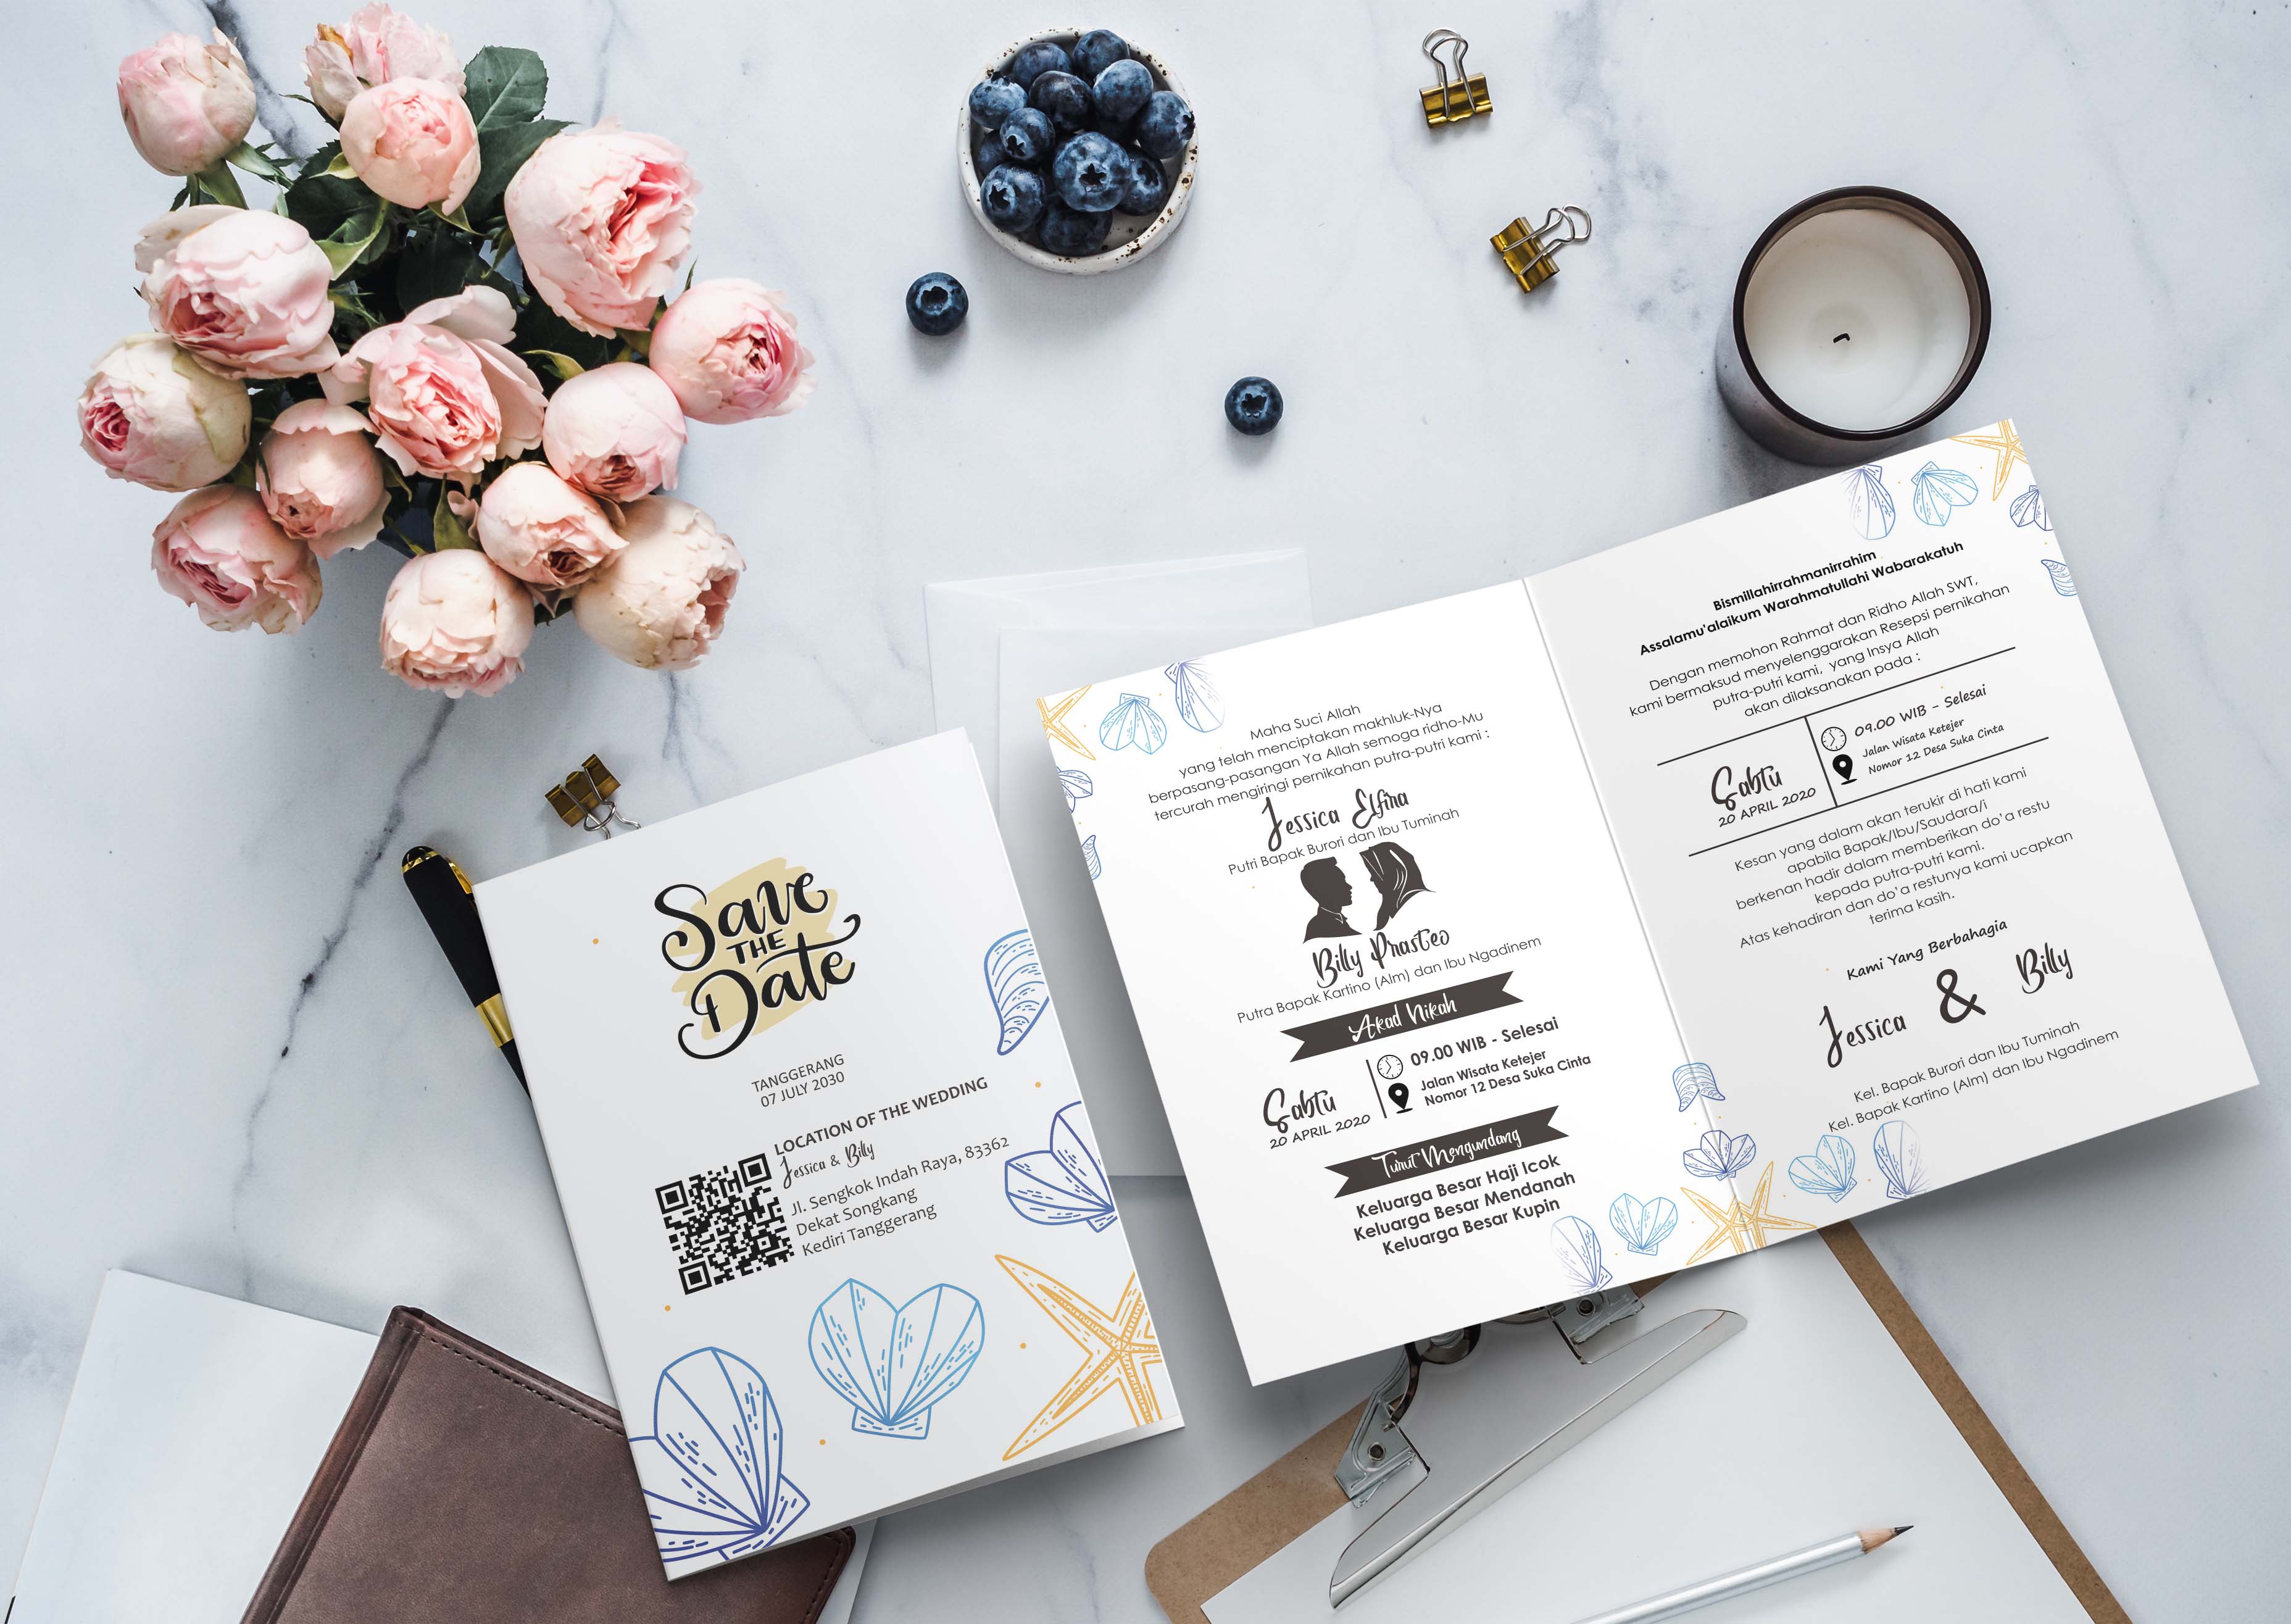 Save
THE
Date
TANGGERANG
07 JULY 2030
LOCATION OF THE WEDDING
Jessica & Billy
Jl. Sengkok Indah Raya, 83362
Dekat Songkang
Kediri Tanggerang
Maha Suci Allah
yang telah menciptakan makhluk-Nya
berpasang-pasangan Ya Allah semoga ridho-Mu
tercurah mengiringi pernikahan putra-putri kami :
Jessica Elfira
Putri Bapak Burori dan Ibu Tuminah
Billy Prasteo
Putra Bapak Kartino (Alm) dan Ibu Ngadinem
Akad Nikah
Sabtu
20 APRIL 2020
09.00 WIB - Selesai
Jalan Wisata Ketejer
Nomor 12 Desa Suka Cinta
Turut Mengundang
Keluarga Besar Haji Icok
Keluarga Besar Mendanah
Keluarga Besar Kupin
Bismillahirrahmanirrahim
Assalamu'alaikum Warahmatullahi Wabarakatuh
Dengan memohon Rahmat dan Ridho Allah SWT,
kami bermaksud menyelenggarakan Resepsi pernikahan
putra-putri kami, yang Insya Allah
akan dilaksanakan pada :
Sabtu
20 APRIL 2020
09.00 WIB - Selesai
Jalan Wisata Ketejer
Nomor 12 Desa Suka Cinta
Kesan yang dalam akan terukir di hati kami
apabila Bapak/Ibu/Saudara/i
berkenan hadir dalam memberikan do'a restu
kepada putra-putri kami.
Atas kehadiran dan do'a restunya kami ucapkan
terima kasih.
Kami Yang Berbahagia
Jessica & Billy
Kel. Bapak Burori dan Ibu Tuminah
Kel. Bapak Kartino (Alm) dan Ibu Ngadinem